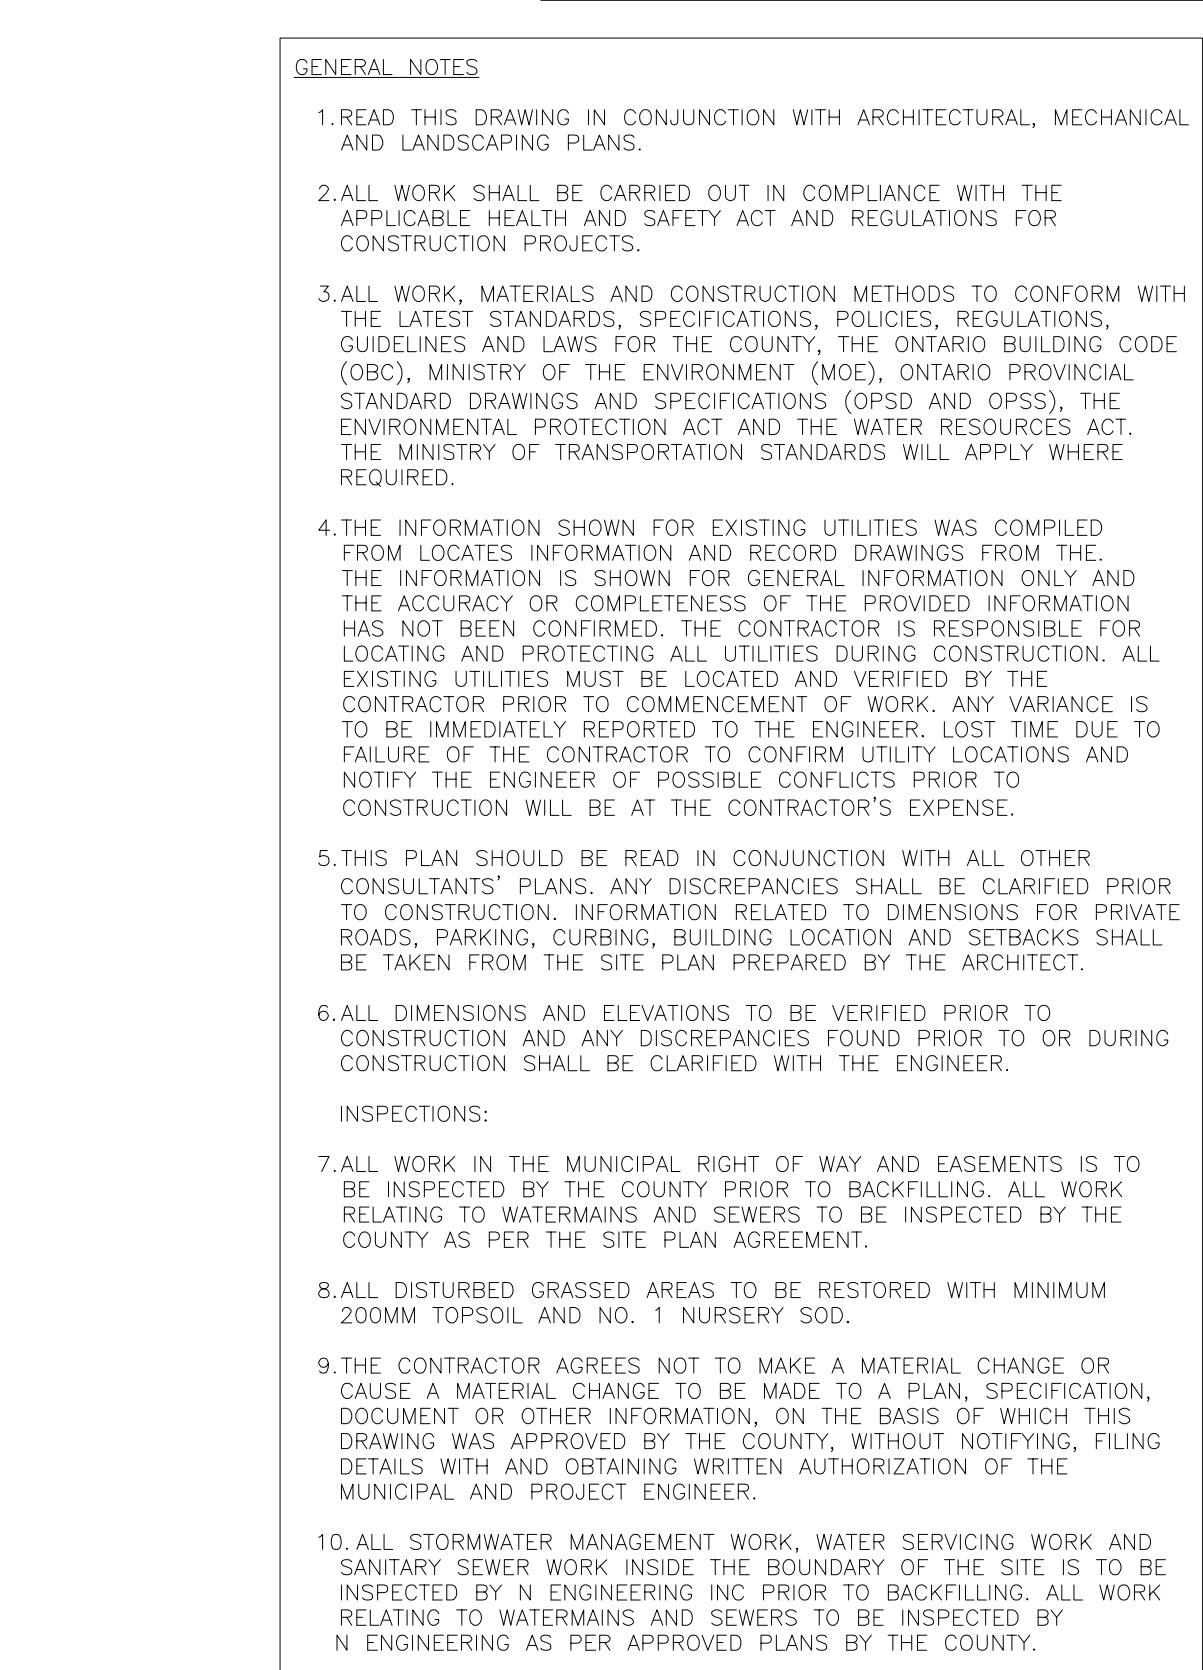 GENERAL NOTES
1. READ THIS DRAWING IN CONJUNCTION WITH ARCHITECTURAL, MECHANICAL
AND LANDSCAPING PLANS.
2. ALL WORK SHALL BE CARRIED OUT IN COMPLIANCE WITH THE
APPLICABLE HEALTH AND SAFETY ACT AND REGULATIONS FOR
CONSTRUCTION PROJECTS.
3. ALL WORK, MATERIALS AND CONSTRUCTION METHODS TO CONFORM WITH
THE LATEST STANDARDS, SPECIFICATIONS, POLICIES, REGULATIONS,
GUIDELINES AND LAWS FOR THE COUNTY, THE ONTARIO BUILDING CODE
(OBC), MINISTRY OF THE ENVIRONMENT (MOE), ONTARIO PROVINCIAL
STANDARD DRAWINGS AND SPECIFICATIONS (OPSD AND OPSS), THE
ENVIRONMENTAL PROTECTION ACT AND THE WATER RESOURCES ACT.
THE MINISTRY OF TRANSPORTATION STANDARDS WILL APPLY WHERE
REQUIRED.
4. THE INFORMATION SHOWN FOR EXISTING UTILITIES WAS COMPILED
FROM LOCATES INFORMATION AND RECORD DRAWINGS FROM THE.
THE INFORMATION IS SHOWN FOR GENERAL INFORMATION ONLY AND
THE ACCURACY OR COMPLETENESS OF THE PROVIDED INFORMATION
HAS NOT BEEN CONFIRMED. THE CONTRACTOR IS RESPONSIBLE FOR
LOCATING AND PROTECTING ALL UTILITIES DURING CONSTRUCTION. ALL
EXISTING UTILITIES MUST BE LOCATED AND VERIFIED BY THE
CONTRACTOR PRIOR TO COMMENCEMENT OF WORK. ANY VARIANCE IS
TO BE IMMEDIATELY REPORTED TO THE ENGINEER. LOST TIME DUE TO
FAILURE OF THE CONTRACTOR TO CONFIRM UTILITY LOCATIONS AND
NOTIFY THE ENGINEER OF POSSIBLE CONFLICTS PRIOR TO
CONSTRUCTION WILL BE AT THE CONTRACTOR'S EXPENSE.
5. THIS PLAN SHOULD BE READ IN CONJUNCTION WITH ALL OTHER
CONSULTANTS' PLANS. ANY DISCREPANCIES SHALL BE CLARIFIED PRIOR
TO CONSTRUCTION. INFORMATION RELATED TO DIMENSIONS FOR PRIVATE
ROADS, PARKING, CURBING, BUILDING LOCATION AND SETBACKS SHALL
BE TAKEN FROM THE SITE PLAN PREPARED BY THE ARCHITECT.
6. ALL DIMENSIONS AND ELEVATIONS TO BE VERIFIED PRIOR TO
CONSTRUCTION AND ANY DISCREPANCIES FOUND PRIOR TO OR DURING
CONSTRUCTION SHALL BE CLARIFIED WITH THE ENGINEER.
INSPECTIONS:
7. ALL WORK IN THE MUNICIPAL RIGHT OF WAY AND EASEMENTS IS TO
BE INSPECTED BY THE COUNTY PRIOR TO BACKFILLING. ALL WORK
RELATING TO WATERMAINS AND SEWERS TO BE INSPECTED BY THE
COUNTY AS PER THE SITE PLAN AGREEMENT.
8. ALL DISTURBED GRASSED AREAS TO BE RESTORED WITH MINIMUM
200MM TOPSOIL AND NO. 1 NURSERY SOD.
9. THE CONTRACTOR AGREES NOT TO MAKE A MATERIAL CHANGE OR
CAUSE A MATERIAL CHANGE TO BE MADE TO A PLAN, SPECIFICATION,
DOCUMENT OR OTHER INFORMATION, ON THE BASIS OF WHICH THIS
DRAWING WAS APPROVED BY THE COUNTY, WITHOUT NOTIFYING, FILING
DETAILS WITH AND OBTAINING WRITTEN AUTHORIZATION OF THE
MUNICIPAL AND PROJECT ENGINEER.
10. ALL STORMWATER MANAGEMENT WORK, WATER SERVICING WORK AND
SANITARY SEWER WORK INSIDE THE BOUNDARY OF THE SITE IS TO BE
INSPECTED BY N ENGINEERING INC PRIOR TO BACKFILLING. ALL WORK
RELATING TO WATERMAINS AND SEWERS TO BE INSPECTED BY
N ENGINEERING AS PER APPROVED PLANS BY THE COUNTY.